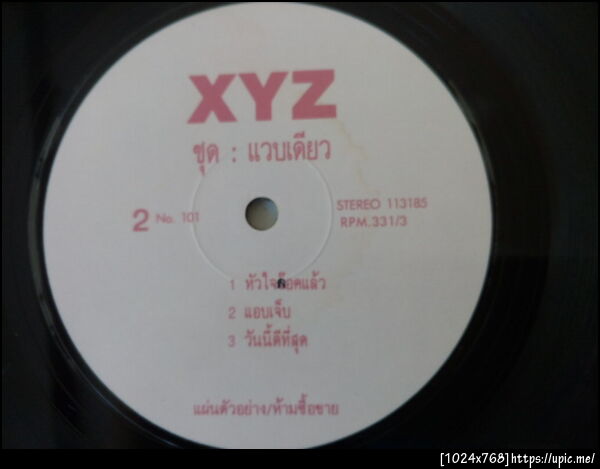 XYZ
ชุด : แวบเดียว
2 No. 101
STEREO 113185
RPM.331/3
1 หัวใจล๊อคแล้ว
2 แอบเจ็บ
3 วันนี้ดีที่สุด
แผ่นตัวอย่าง/ห้ามซื้อขาย
[1024x768]https://upic.me/